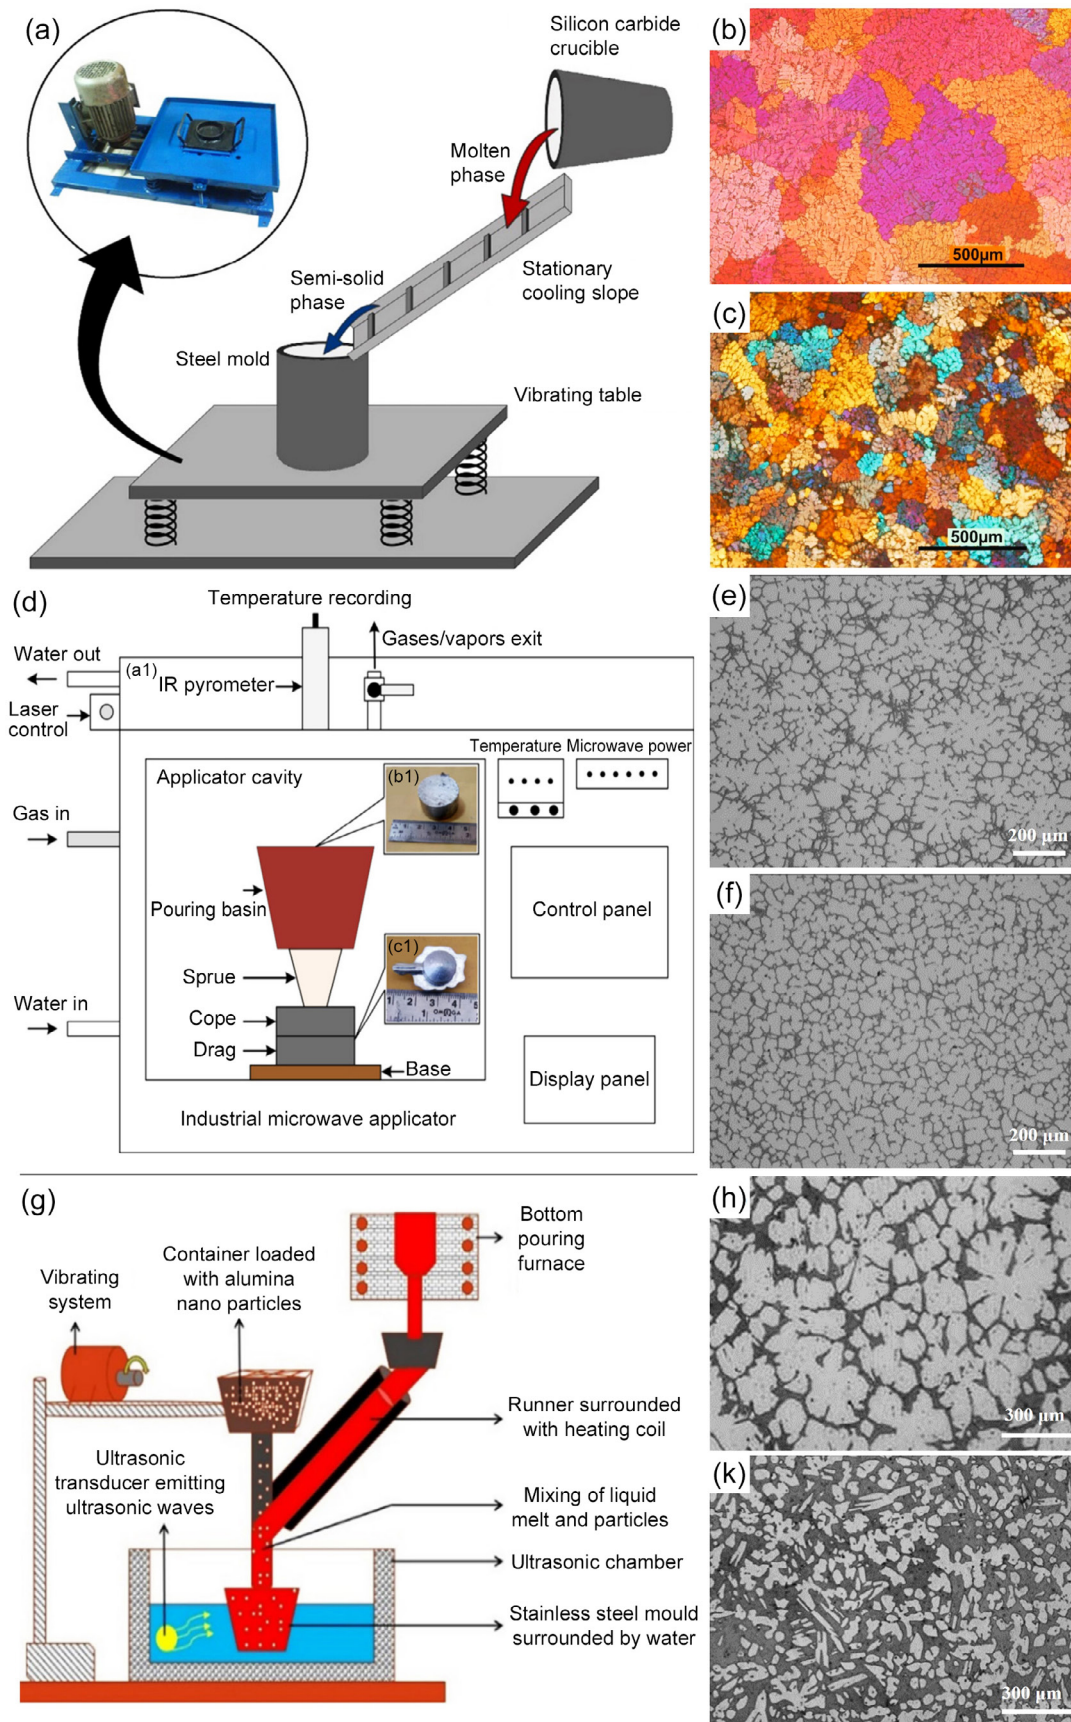 (a)
Silicon carbide
crucible
Molten
phase
Semi-solid
phase
Stationary
cooling slope
Steel mold
Vibrating table
(b)
500µm
(c)
500µm
(d)
Temperature recording
Gases/vapors exit
Water out
(a1)
IR pyrometer
Laser
control
Temperature
Microwave power
Applicator cavity
(b1)
Gas in
Pouring basin
Control panel
(c1)
Sprue
Water in
Cope
Drag
Base
Display panel
Industrial microwave applicator
(e)
200 µm
(f)
200 µm
(g)
Bottom
pouring
furnace
Container loaded
with alumina
nano particles
Vibrating
system
Runner surrounded
with heating coil
Ultrasonic
transducer emitting
ultrasonic waves
Mixing of liquid
melt and particles
Ultrasonic chamber
Stainless steel mould
surrounded by water
(h)
300 µm
(k)
300 µm